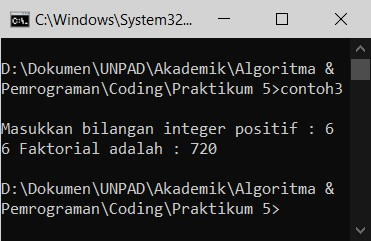 C:\Windows\System32...
D:\Dokumen\UNPAD\Akademik\Algoritma &
Pemrograman\Coding\Praktikum 5>contoh3
Masukkan bilangan integer positif : 6
6 Faktorial adalah : 720
D:\Dokumen\UNPAD\Akademik\Algoritma &
Pemrograman\Coding\Praktikum 5>